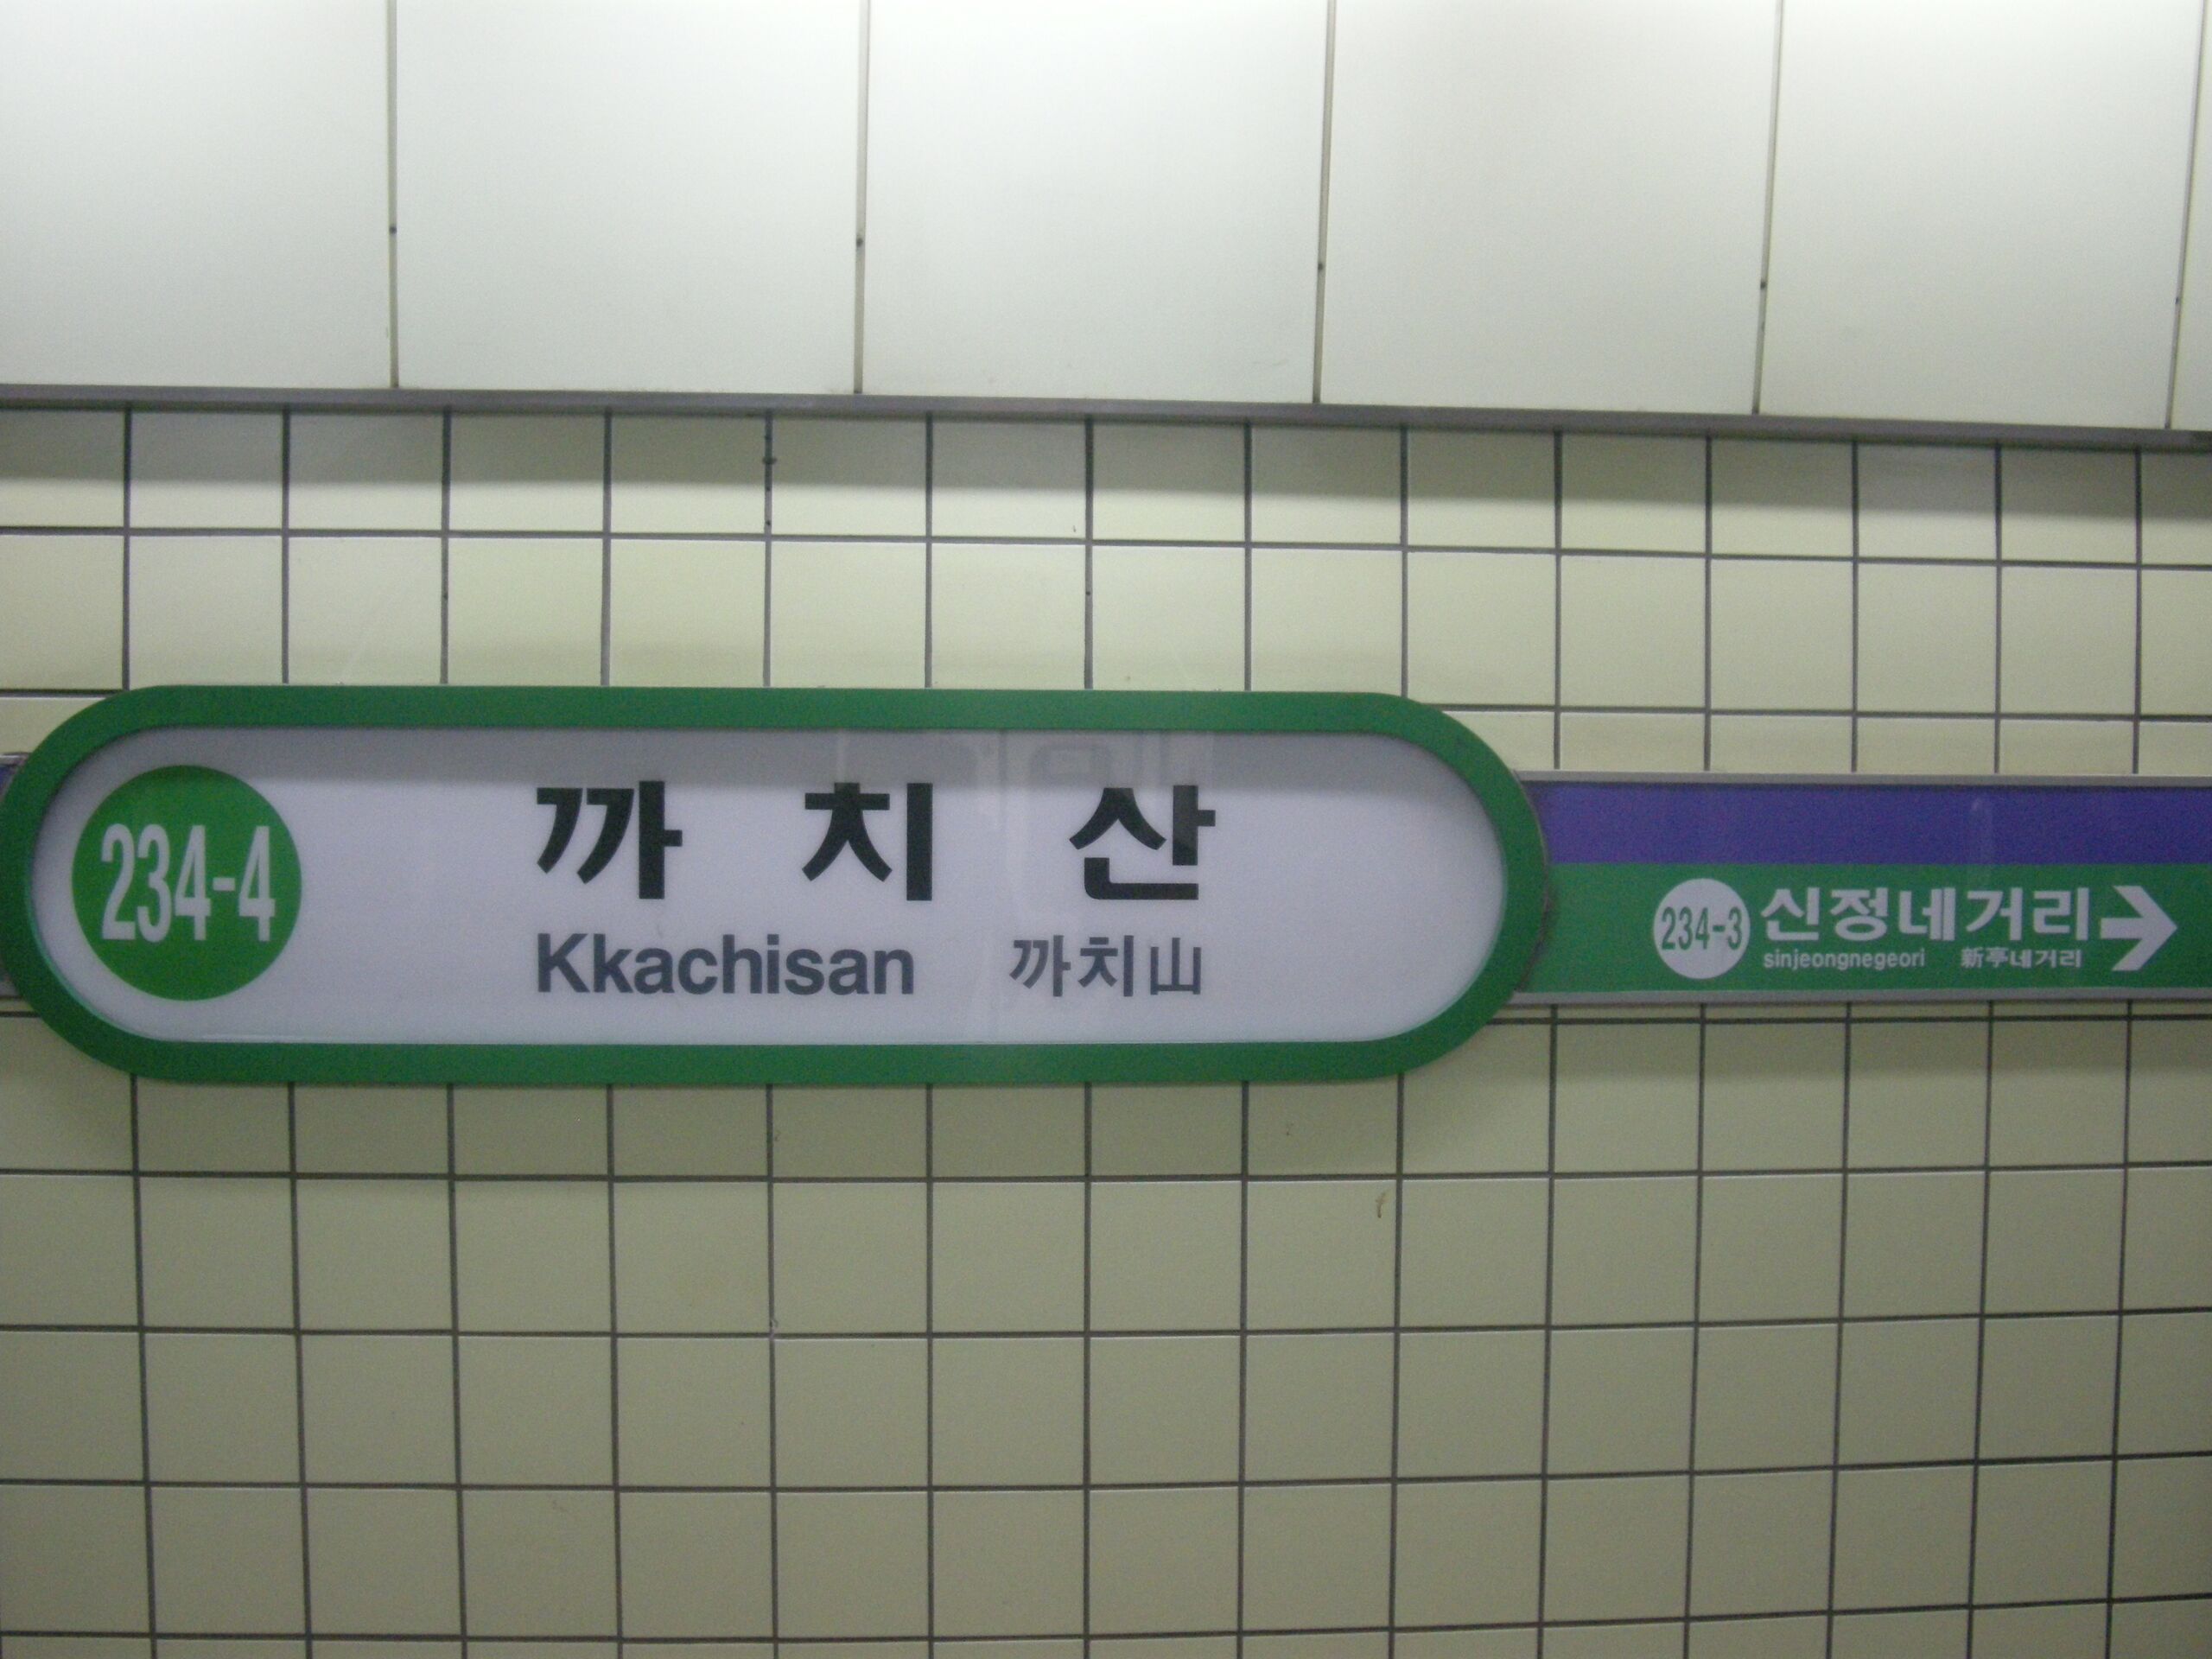 234-4
까치산
Kkachisan 까치山
234-3 신정네거리
sinjeongnegeori 新亭네거리